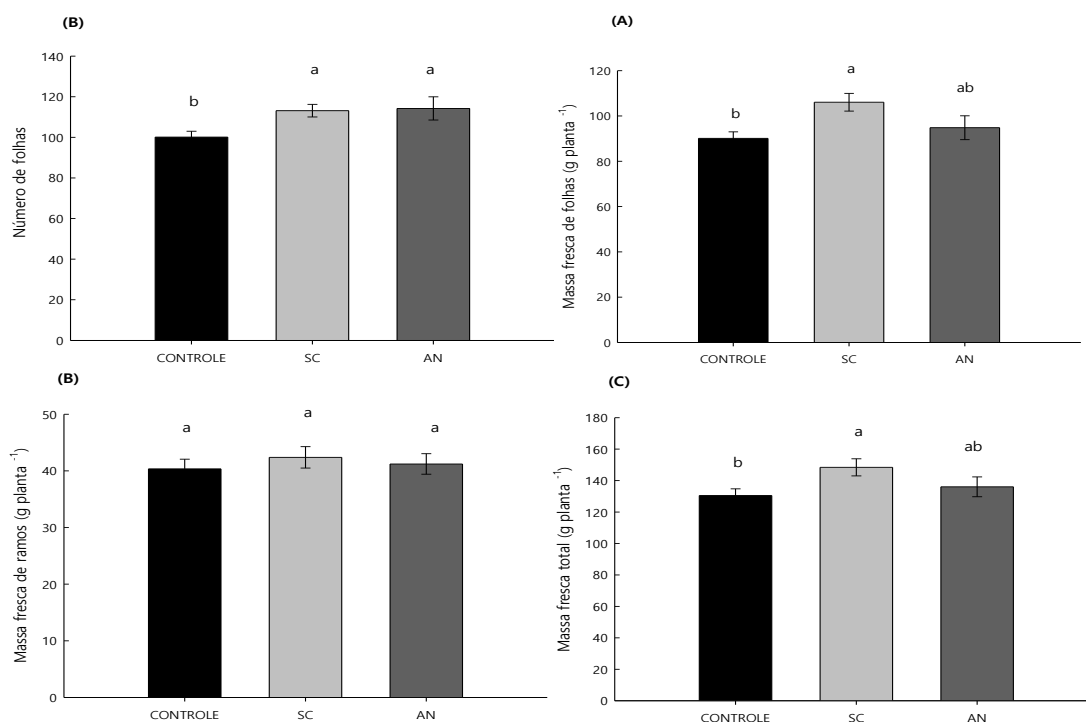 (B)
Número de folhas
140
120
100
80
60
40
20
0
b
a
a
CONTROLE SC AN
(A)
Massa fresca de folhas (g planta -1)
120
100
80
60
40
20
0
b
a
ab
CONTROLE SC AN
(B)
Massa fresca de ramos (g planta -1)
50
40
30
20
10
0
a
a
a
CONTROLE SC AN
(C)
Massa fresca total (g planta -1)
180
160
140
120
100
80
60
40
20
0
b
a
ab
CONTROLE SC AN